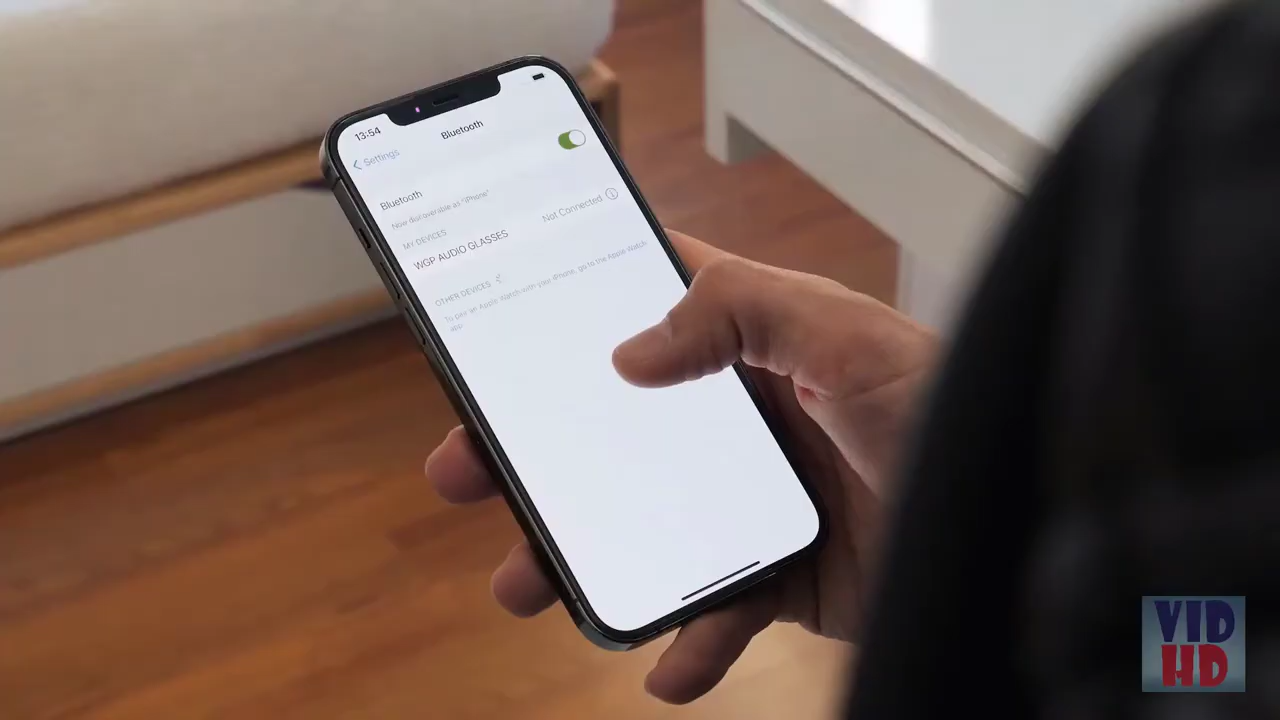 13:54
Settings
Bluetooth
Bluetooth
Now discoverable as "iPhone"
MY DEVICES
WGP AUDIO GLASSES Not Connected
OTHER DEVICES
To pair an Apple Watch with your iPhone, go to the Apple Watch
app.
VID
HD